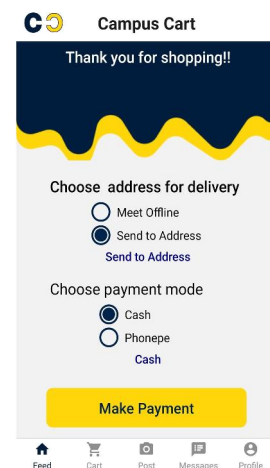 Campus Cart
Thank you for shopping!!
Choose address for delivery
Meet Offline
Send to Address
Send to Address
Choose payment mode
Cash
Phonepe
Cash
Make Payment
Feed Cart Post Messages Profile